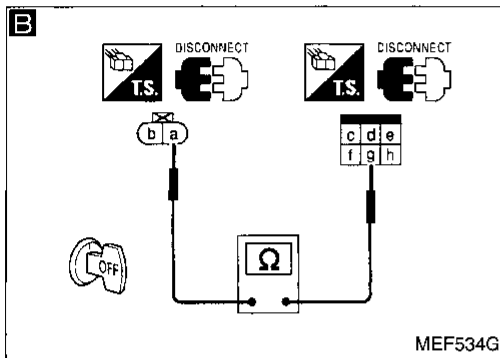 B
DISCONNECT
DISCONNECT
T.S.
T.S.
b a
c d e
f g h
OFF
Ω
MEF534G